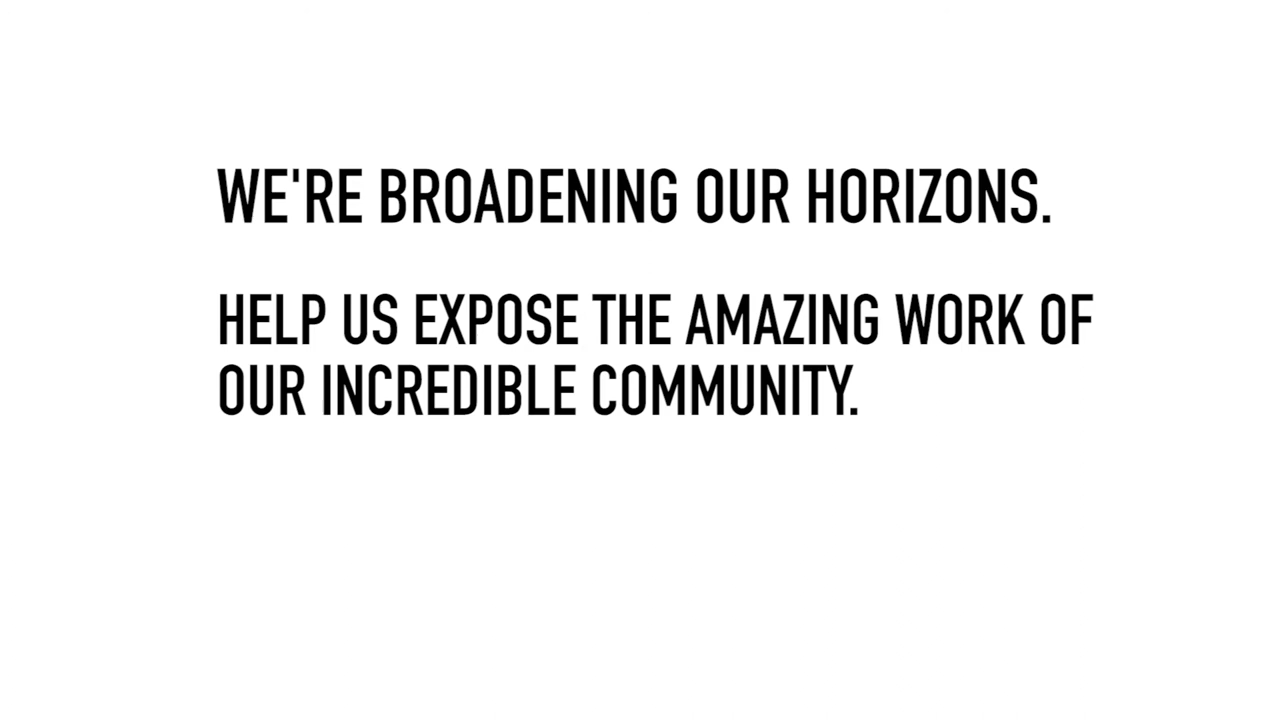 WE'RE BROADENING OUR HORIZONS.
HELP US EXPOSE THE AMAZING WORK OF
OUR INCREDIBLE COMMUNITY.